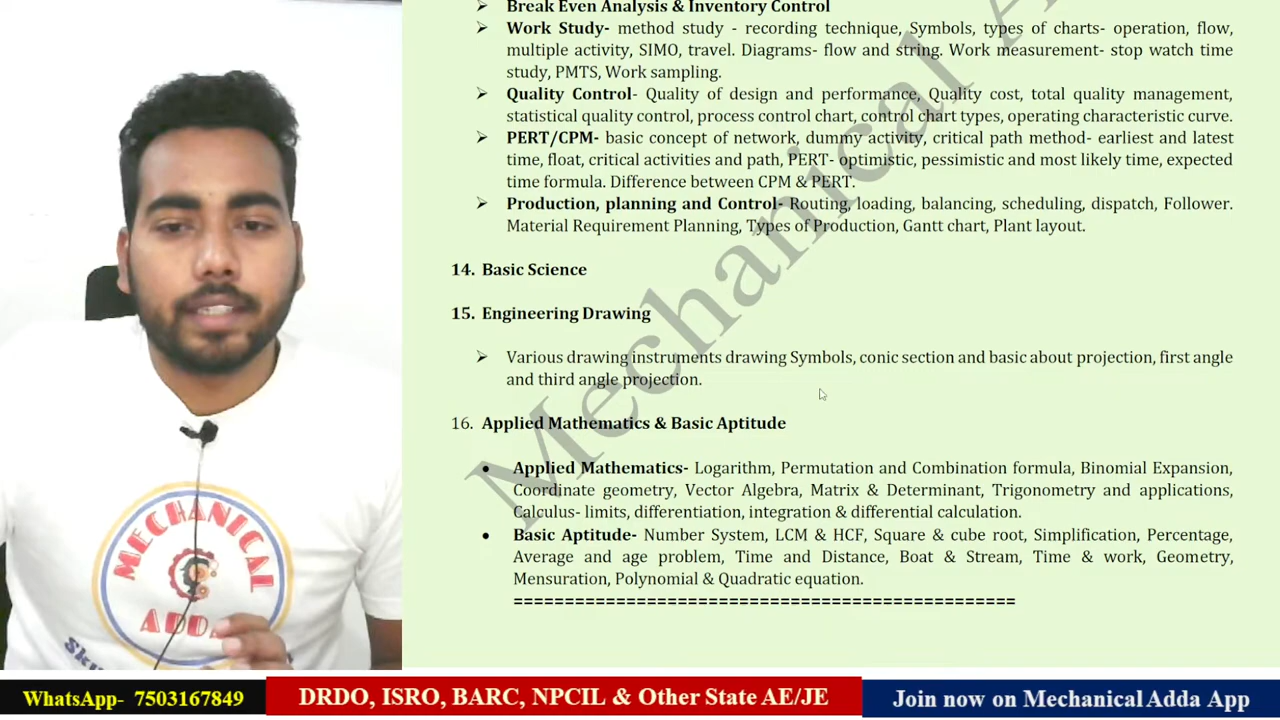 ➢ Break Even Analysis & Inventory Control
➢ Work Study- method study - recording technique, Symbols, types of charts- operation, flow,
multiple activity, SIMO, travel. Diagrams- flow and string. Work measurement- stop watch time
study, PMTS, Work sampling.
➢ Quality Control- Quality of design and performance, Quality cost, total quality management,
statistical quality control, process control chart, control chart types, operating characteristic curve.
➢ PERT/CPM- basic concept of network, dummy activity, critical path method- earliest and latest
time, float, critical activities and path, PERT- optimistic, pessimistic and most likely time, expected
time formula. Difference between CPM & PERT.
➢ Production, planning and Control- Routing, loading, balancing, scheduling, dispatch, Follower.
Material Requirement Planning, Types of Production, Gantt chart, Plant layout.
14. Basic Science
15. Engineering Drawing
➢ Various drawing instruments drawing Symbols, conic section and basic about projection, first angle
and third angle projection.
16. Applied Mathematics & Basic Aptitude
• Applied Mathematics- Logarithm, Permutation and Combination formula, Binomial Expansion,
Coordinate geometry, Vector Algebra, Matrix & Determinant, Trigonometry and applications,
Calculus- limits, differentiation, integration & differential calculation.
• Basic Aptitude- Number System, LCM & HCF, Square & cube root, Simplification, Percentage,
Average and age problem, Time and Distance, Boat & Stream, Time & work, Geometry,
Mensuration, Polynomial & Quadratic equation.
================================================
Mechanical A
MECHANICAL
ADDA
WhatsApp- 7503167849
DRDO, ISRO, BARC, NPCIL & Other State AE/JE
Join now on Mechanical Adda App